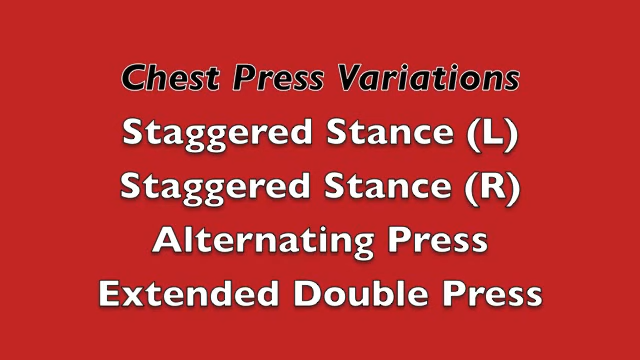 Chest Press Variations
Staggered Stance (L)
Staggered Stance (R)
Alternating Press
Extended Double Press